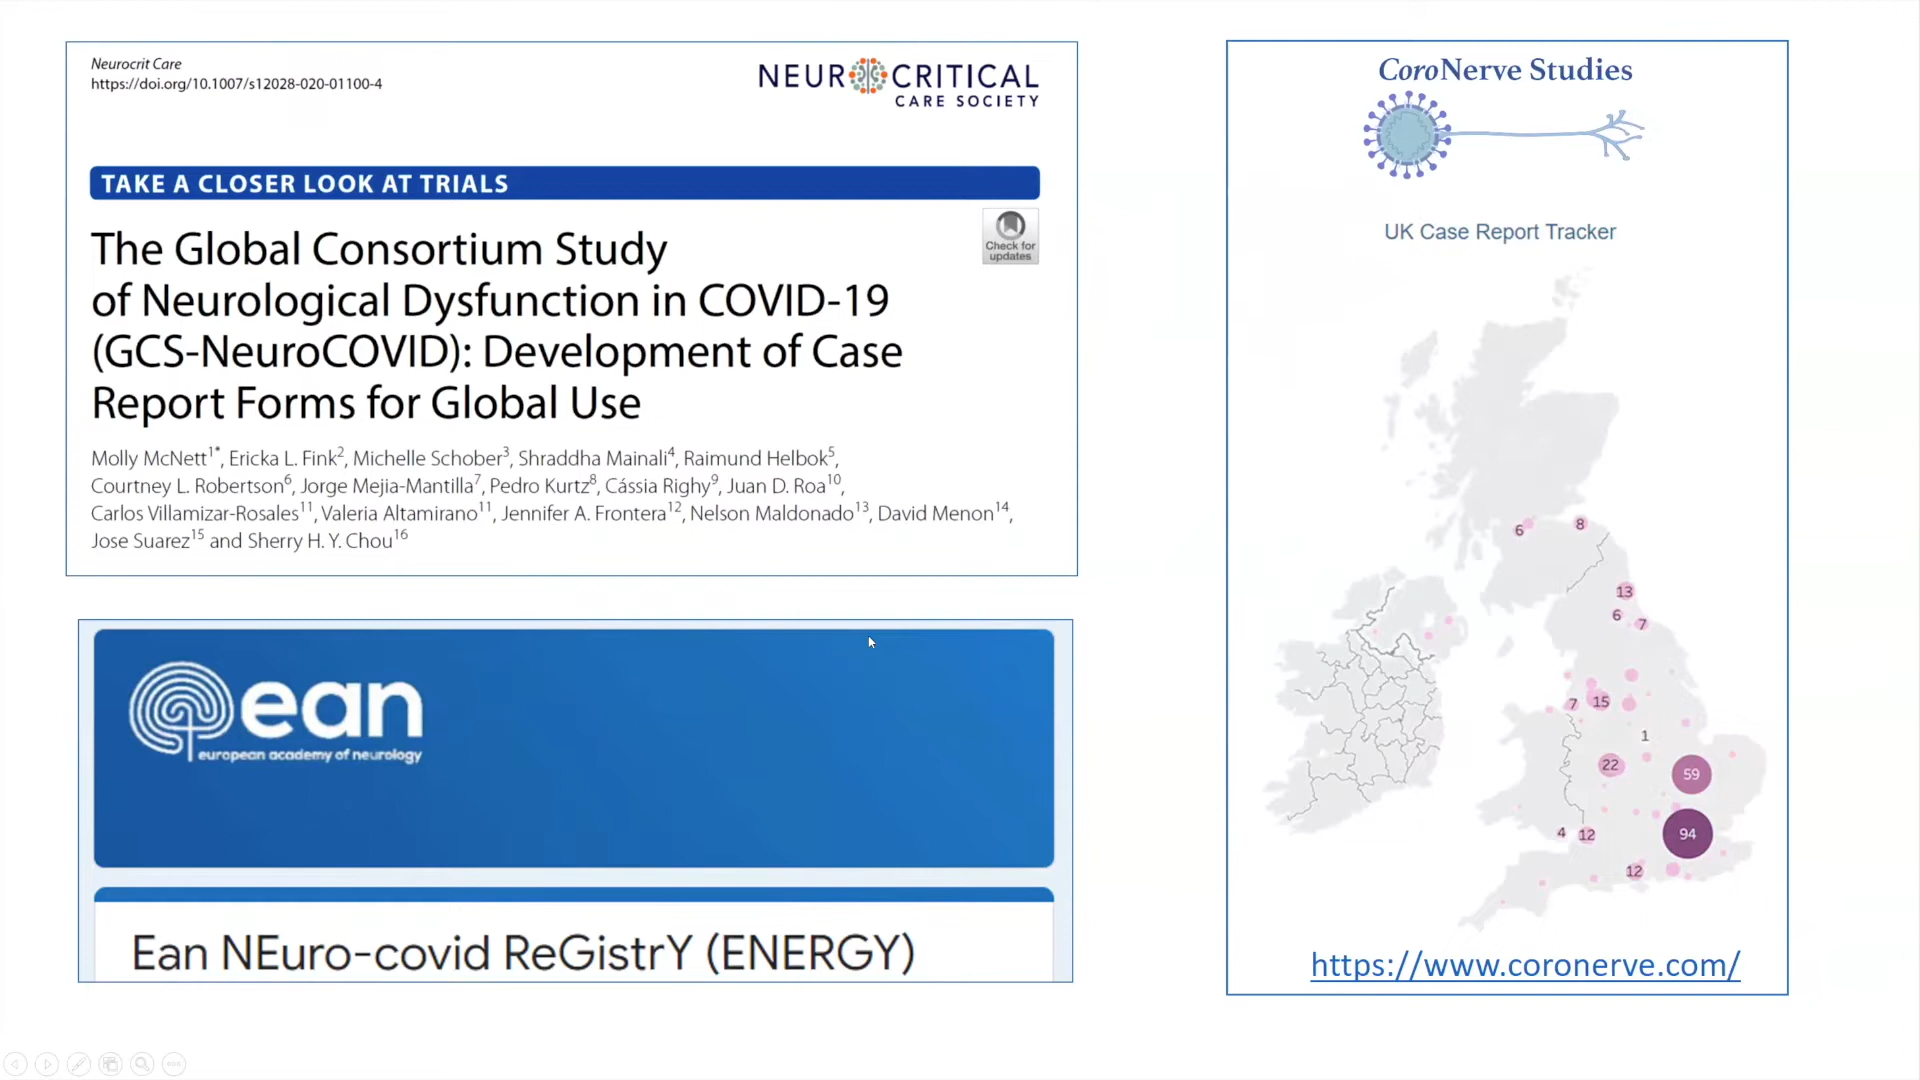 Neurocrit Care
https://doi.org/10.1007/s12028-020-01100-4
NEUROCRITICAL
CARE SOCIETY
TAKE A CLOSER LOOK AT TRIALS
Check for
updates
The Global Consortium Study
of Neurological Dysfunction in COVID-19
(GCS-NeuroCOVID): Development of Case
Report Forms for Global Use
Molly McNett1*, Ericka L. Fink2, Michelle Schober3, Shraddha Mainali4, Raimund Helbok5,
Courtney L. Robertson6, Jorge Mejia-Mantilla7, Pedro Kurtz8, Cássia Righy9, Juan D. Roa10,
Carlos Villamizar-Rosales11, Valeria Altamirano11, Jennifer A. Frontera12, Nelson Maldonado13, David Menon14,
Jose Suarez15 and Sherry H. Y. Chou16
ean
european academy of neurology
Ean NEuro-covid ReGistrY (ENERGY)
CoroNerve Studies
UK Case Report Tracker
6
8
13
6
7
7
15
1
22
59
4
12
94
12
https://www.coronerve.com/